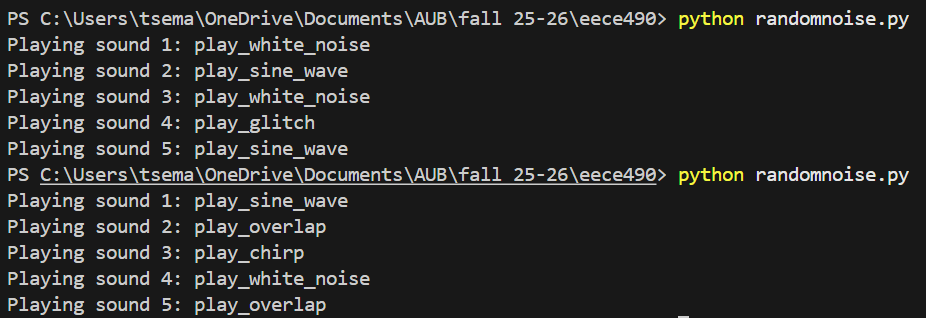 PS C:\Users\tsema\OneDrive\Documents\AUB\fall 25-26\eece490> python randomnoise.py
Playing sound 1: play_white_noise
Playing sound 2: play_sine_wave
Playing sound 3: play_white_noise
Playing sound 4: play_glitch
Playing sound 5: play_sine_wave
PS C:\Users\tsema\OneDrive\Documents\AUB\fall 25-26\eece490> python randomnoise.py
Playing sound 1: play_sine_wave
Playing sound 2: play_overlap
Playing sound 3: play_chirp
Playing sound 4: play_white_noise
Playing sound 5: play_overlap